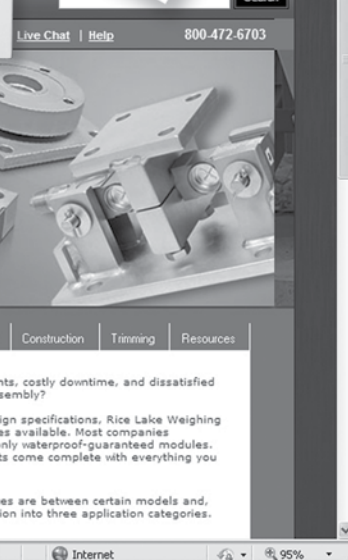 Live Chat | Help 800-472-6703
Construction | Trimming | Resources
nts, costly downtime, and dissatisfied
sembly?
ign specifications, Rice Lake Weighing
es available. Most companies
only waterproof-guaranteed modules.
ts come complete with everything you
es are between certain models and,
ion into three application categories.
Internet 95%